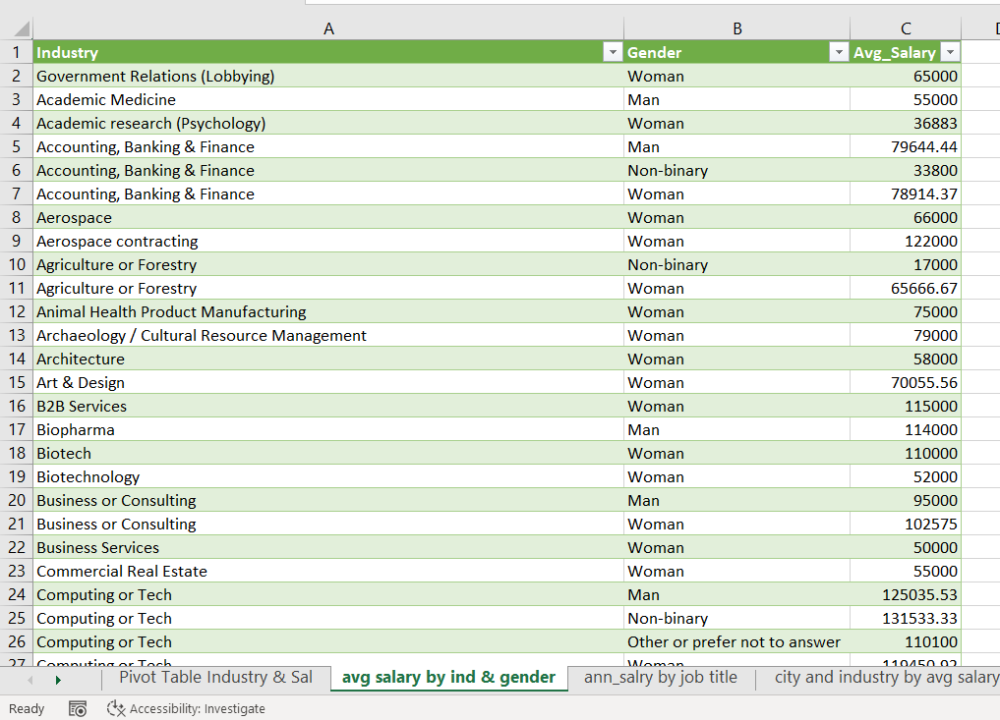 A B C
1 Industry Gender Avg_Salary
2 Government Relations (Lobbying) Woman 65000
3 Academic Medicine Man 55000
4 Academic research (Psychology) Woman 36883
5 Accounting, Banking & Finance Man 79644.44
6 Accounting, Banking & Finance Non-binary 33800
7 Accounting, Banking & Finance Woman 78914.37
8 Aerospace Woman 66000
9 Aerospace contracting Woman 122000
10 Agriculture or Forestry Non-binary 17000
11 Agriculture or Forestry Woman 65666.67
12 Animal Health Product Manufacturing Woman 75000
13 Archaeology / Cultural Resource Management Woman 79000
14 Architecture Woman 58000
15 Art & Design Woman 70055.56
16 B2B Services Woman 115000
17 Biopharma Man 114000
18 Biotech Woman 110000
19 Biotechnology Woman 52000
20 Business or Consulting Man 95000
21 Business or Consulting Woman 102575
22 Business Services Woman 50000
23 Commercial Real Estate Woman 55000
24 Computing or Tech Man 125035.53
25 Computing or Tech Non-binary 131533.33
26 Computing or Tech Other or prefer not to answer 110100
27 Computing or Tech Woman
Pivot Table Industry & Sal avg salary by ind & gender ann_salry by job title city and industry by avg salary
Ready Accessibility: Investigate